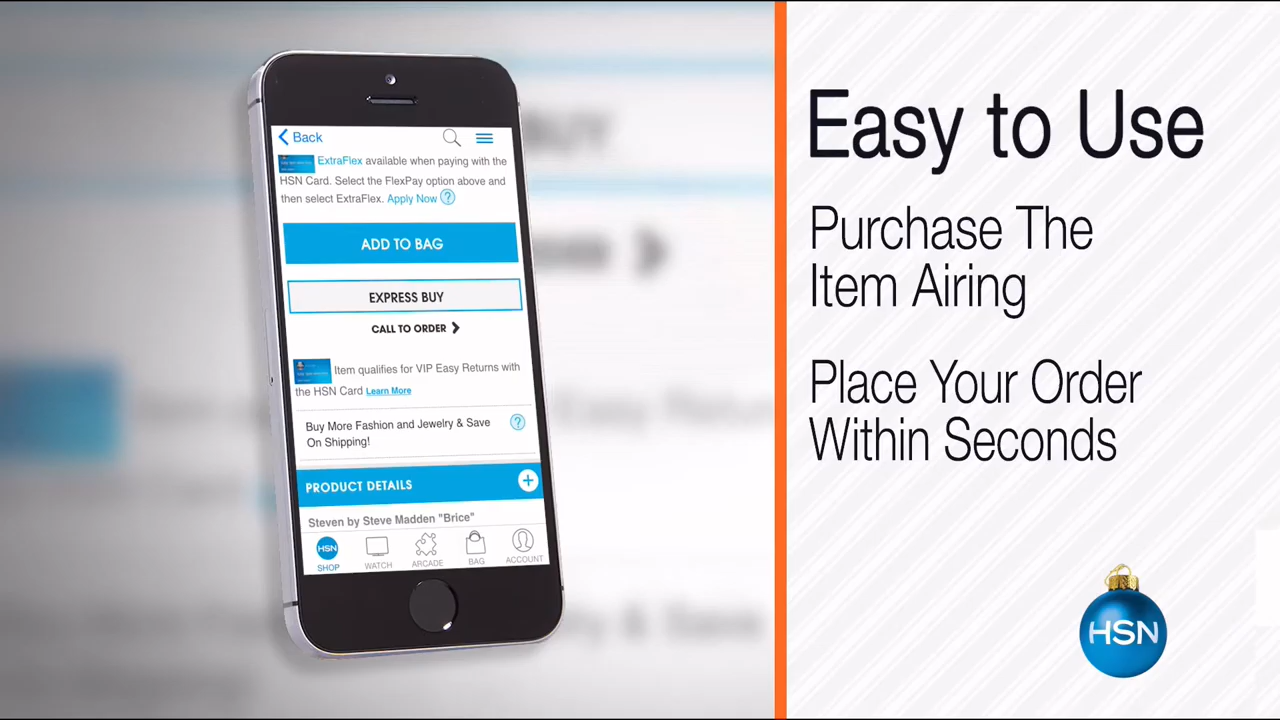 Back
ExtraFlex available when paying with the
HSN Card. Select the FlexPay option above and
then select ExtraFlex. Apply Now ?
ADD TO BAG
EXPRESS BUY
CALL TO ORDER
Item qualifies for VIP Easy Returns with
the HSN Card Learn More
Buy More Fashion and Jewelry & Save
On Shipping!
?
PRODUCT DETAILS
+
Steven by Steve Madden "Brice"
HSN
SHOP
WATCH
ARCADE
BAG
ACCOUNT
Easy to Use
Purchase The
Item Airing
Place Your Order
Within Seconds
HSN